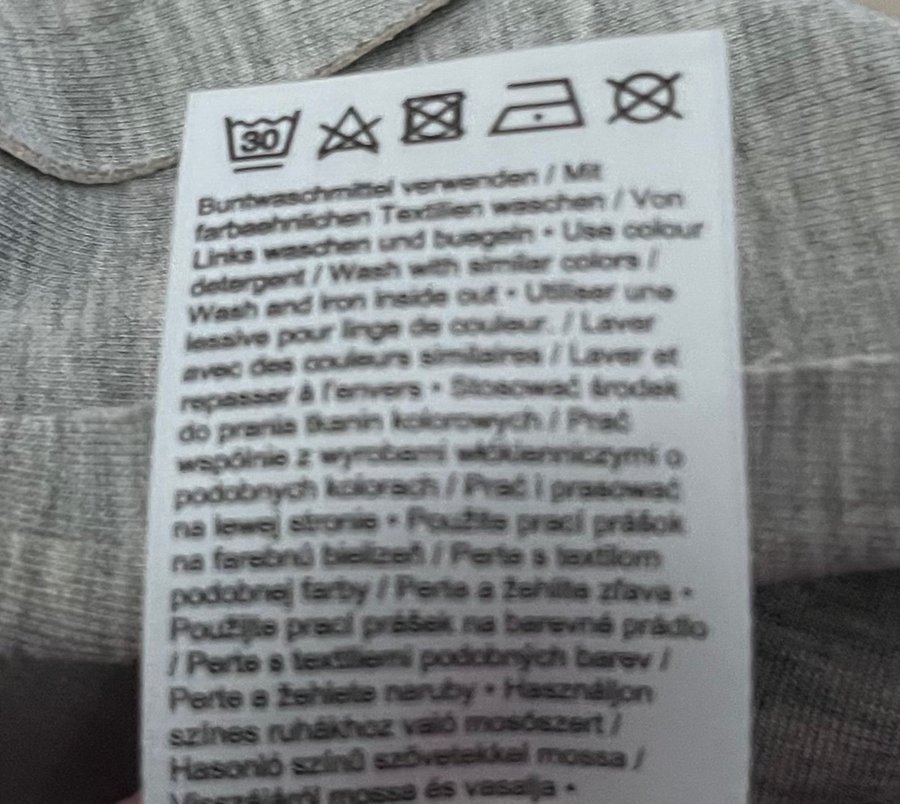 30
Buntwaschmittel verwenden / Mit
farbaehnlichen Textilien waschen / Von
Links waschen und buegeln • Use colour
detergent / Wash with similar colors /
Wash and iron inside out • Utiliser une
lessive pour linge de couleur. / Laver
avec des couleurs similaires / Laver et
repasser à l'envers • Stosować środek
do prania tkanin kolorowych / Prać
wspólnie z wyrobami włókienniczymi o
podobnych kolorach / Prać i prasować
na lewej stronie • Použite prací prášok
na farebnú bielizeň / Perte s textilom
podobnej farby / Perte a žehlite zľava •
Použijte prací prášek na barevné prádlo
/ Perte s textiliemi podobných barev /
Perte a žehlete naruby • Használjon
színes ruhákhoz való mosószert /
Hasonló színű szövetekkel mossa /
Visszájáról mossa és vasalja •